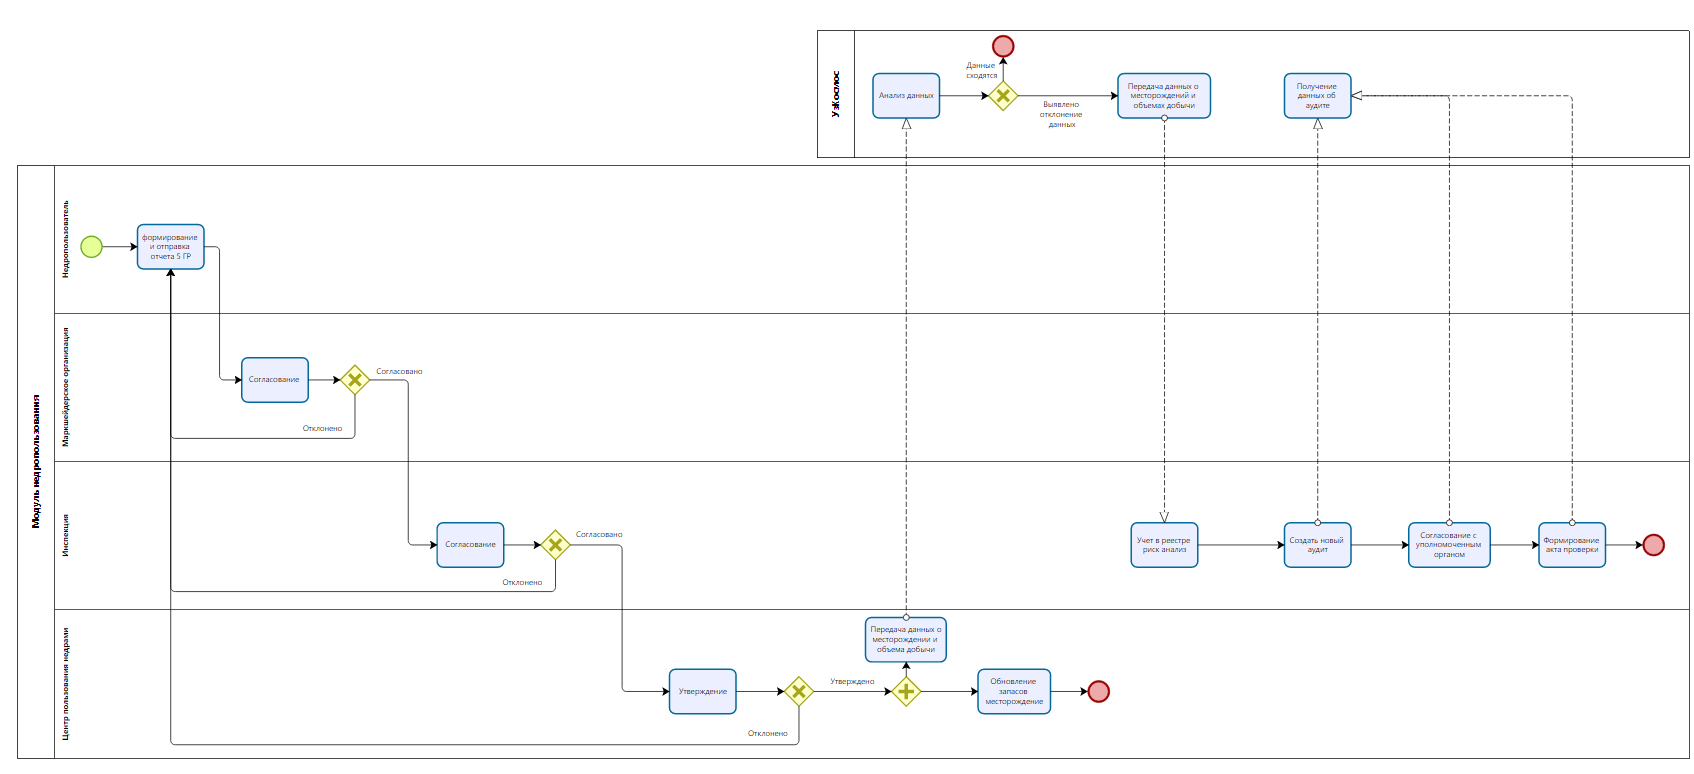 УзКосмос
Данные
сходятся
Анализ данных
Выявлено
отклонение
данных
Передача данных о
месторождений и
объемах добычи
Получение
данных об
аудите
Модуль недропользования
Недропользователь
формирование
и отправка
отчета 5 ГР
Маркшейдерское организация
Согласование
Согласовано
Отклонено
Инспекция
Согласование
Согласовано
Отклонено
Учет в реестре
риск анализ
Создать новый
аудит
Согласование с
уполномоченным
органом
Формирование
акта проверки
Центр пользования недрами
Передача данных о
месторождении и
объема добычи
Утверждение
Утверждено
Обновление
запасов
месторождение
Отклонено